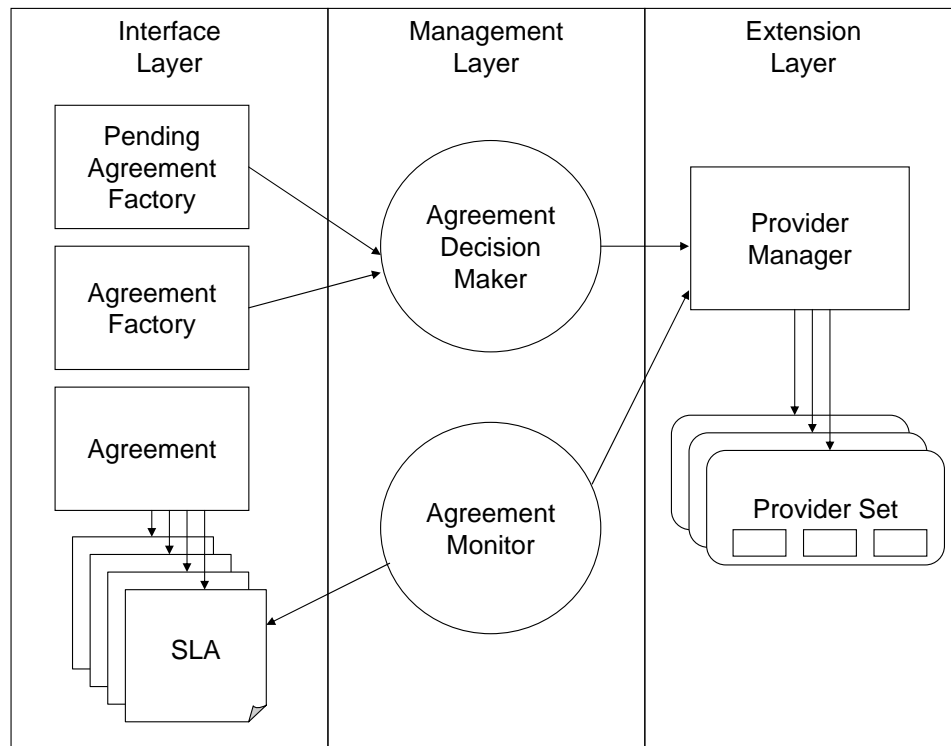 Interface
Layer
Management
Layer
Extension
Layer
Pending
Agreement
Factory
Agreement
Factory
Agreement
SLA
Agreement
Decision
Maker
Agreement
Monitor
Provider
Manager
Provider Set